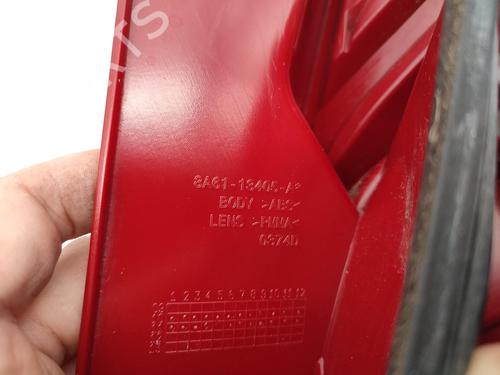 8A61-13405-A*
BODY >ABS<
LENS >PMMA<
0374D
1 2 3 4 5 6 7 8 9 10 11 12